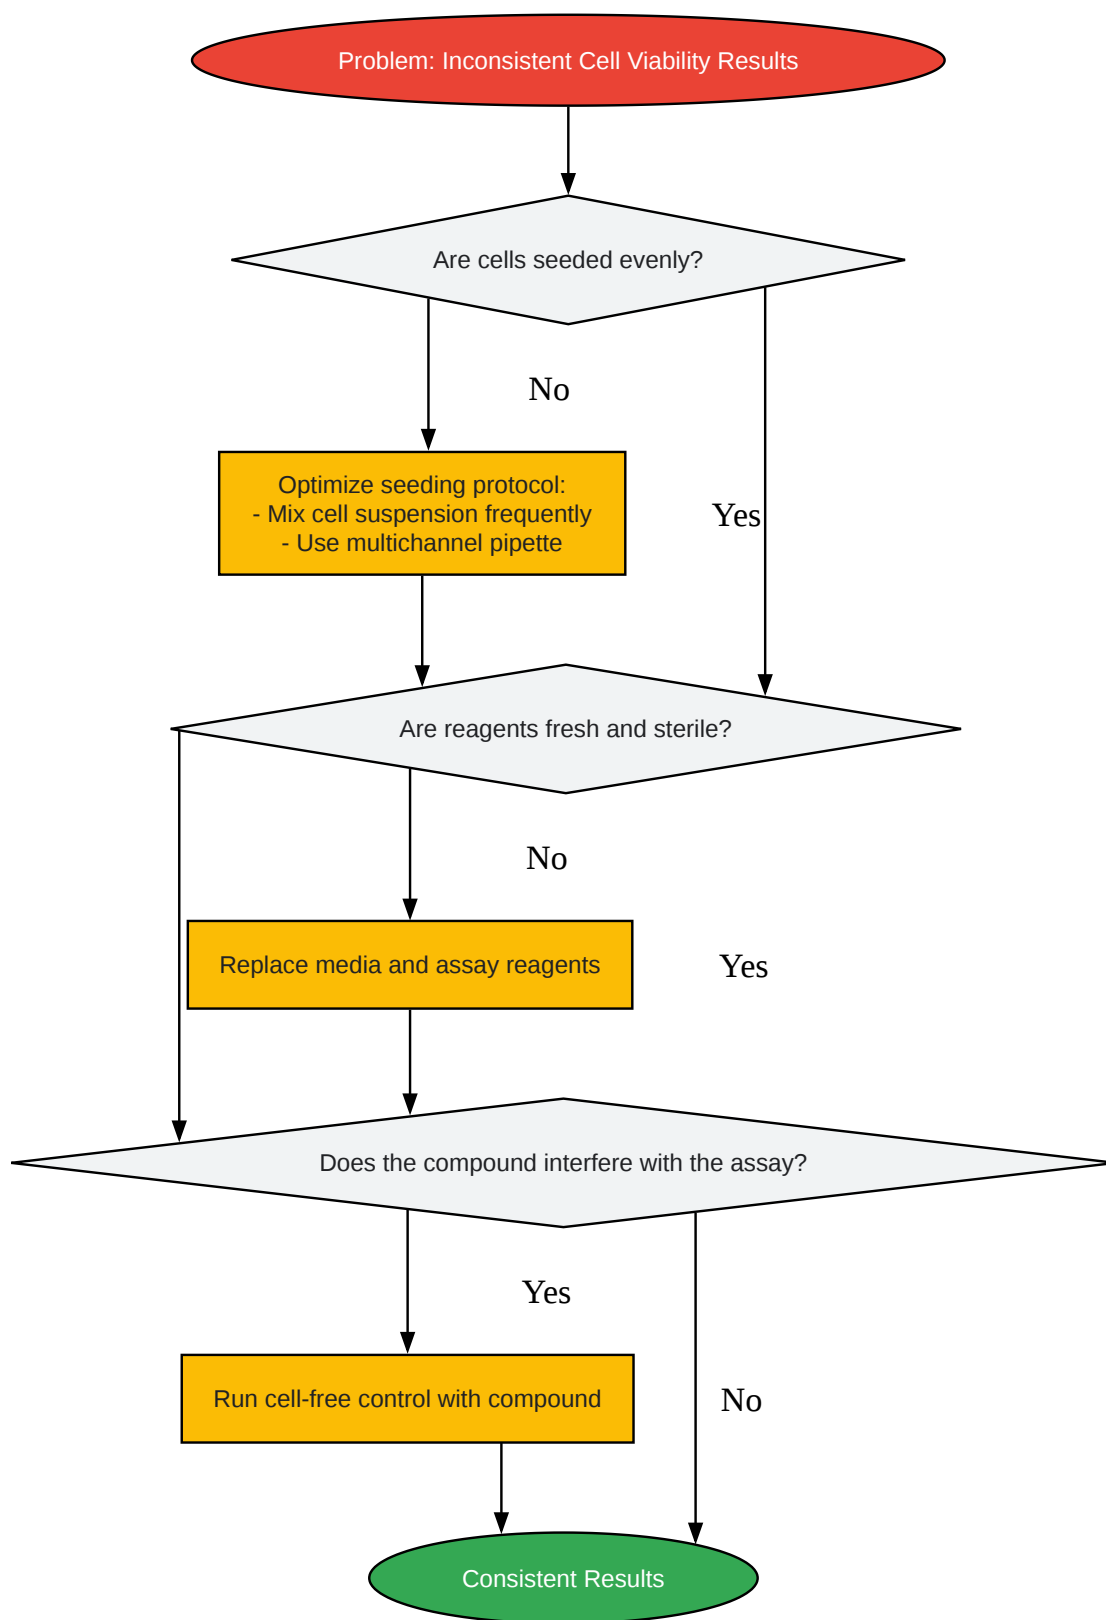 Problem: Inconsistent Cell Viability Results
Are cells seeded evenly?
No
Optimize seeding protocol:
- Mix cell suspension frequently
- Use multichannel pipette
Yes
Are reagents fresh and sterile?
No
Replace media and assay reagents
Yes
Does the compound interfere with the assay?
Yes
Run cell-free control with compound
No
Consistent Results